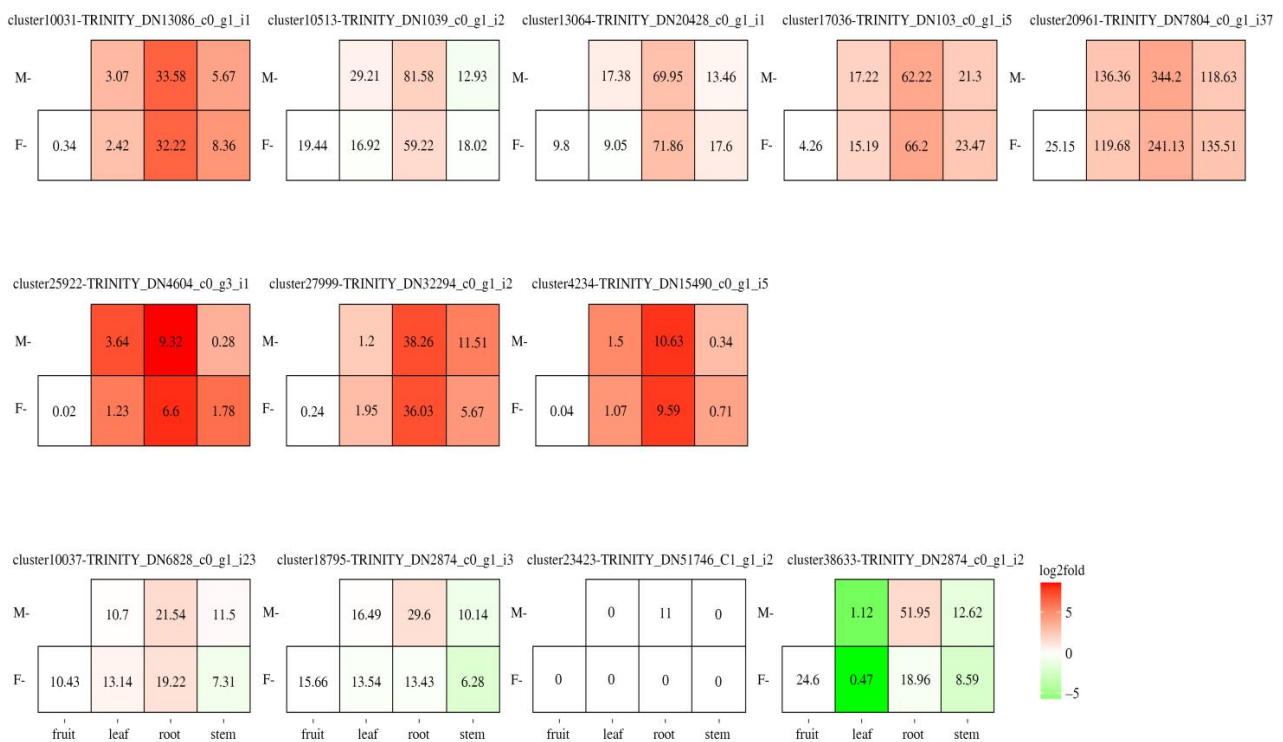 cluster10031-TRINITY_DN13086_c0_g1_i1 cluster10513-TRINITY_DN1039_c0_g1_i2 cluster13064-TRINITY_DN20428_c0_g1_i1 cluster17036-TRINITY_DN103_c0_g1_i5 cluster20961-TRINITY_DN7804_c0_g1_i37
M- 3.07 33.58 5.67 M- 29.21 81.58 12.93 M- 17.38 69.95 13.46 M- 17.22 62.22 21.3 M- 136.36 344.2 118.63
F- 0.34 2.42 32.22 8.36 F- 19.44 16.92 59.22 18.02 F- 9.8 9.05 71.86 17.6 F- 4.26 15.19 66.2 23.47 F- 25.15 119.68 241.13 135.51
cluster25922-TRINITY_DN4604_c0_g3_i1 cluster27999-TRINITY_DN32294_c0_g1_i2 cluster4234-TRINITY_DN15490_c0_g1_i5
M- 3.64 9.32 0.28 M- 1.2 38.26 11.51 M- 1.5 10.63 0.34
F- 0.02 1.23 6.6 1.78 F- 0.24 1.95 36.03 5.67 F- 0.04 1.07 9.59 0.71
cluster10037-TRINITY_DN6828_c0_g1_i23 cluster18795-TRINITY_DN2874_c0_g1_i3 cluster23423-TRINITY_DN51746_C1_g1_i2 cluster38633-TRINITY_DN2874_c0_g1_i2
log2fold
M- 10.7 21.54 11.5 M- 16.49 29.6 10.14 M- 0 11 0 M- 1.12 51.95 12.62
5
0
F- 10.43 13.14 19.22 7.31 F- 15.66 13.54 13.43 6.28 F- 0 0 0 0 F- 24.6 0.47 18.96 8.59
−5
fruit leaf root stem fruit leaf root stem fruit leaf root stem fruit leaf root stem